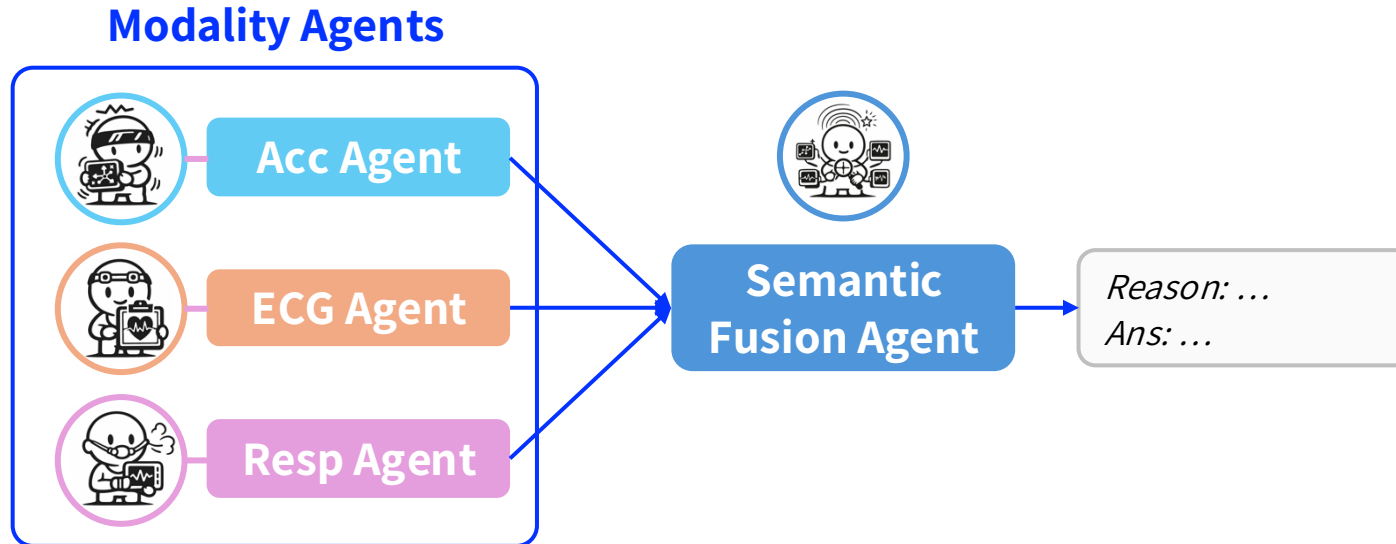 Modality Agents
Acc Agent
ECG Agent
Resp Agent
Semantic
Fusion Agent
Reason: ...
Ans: ...